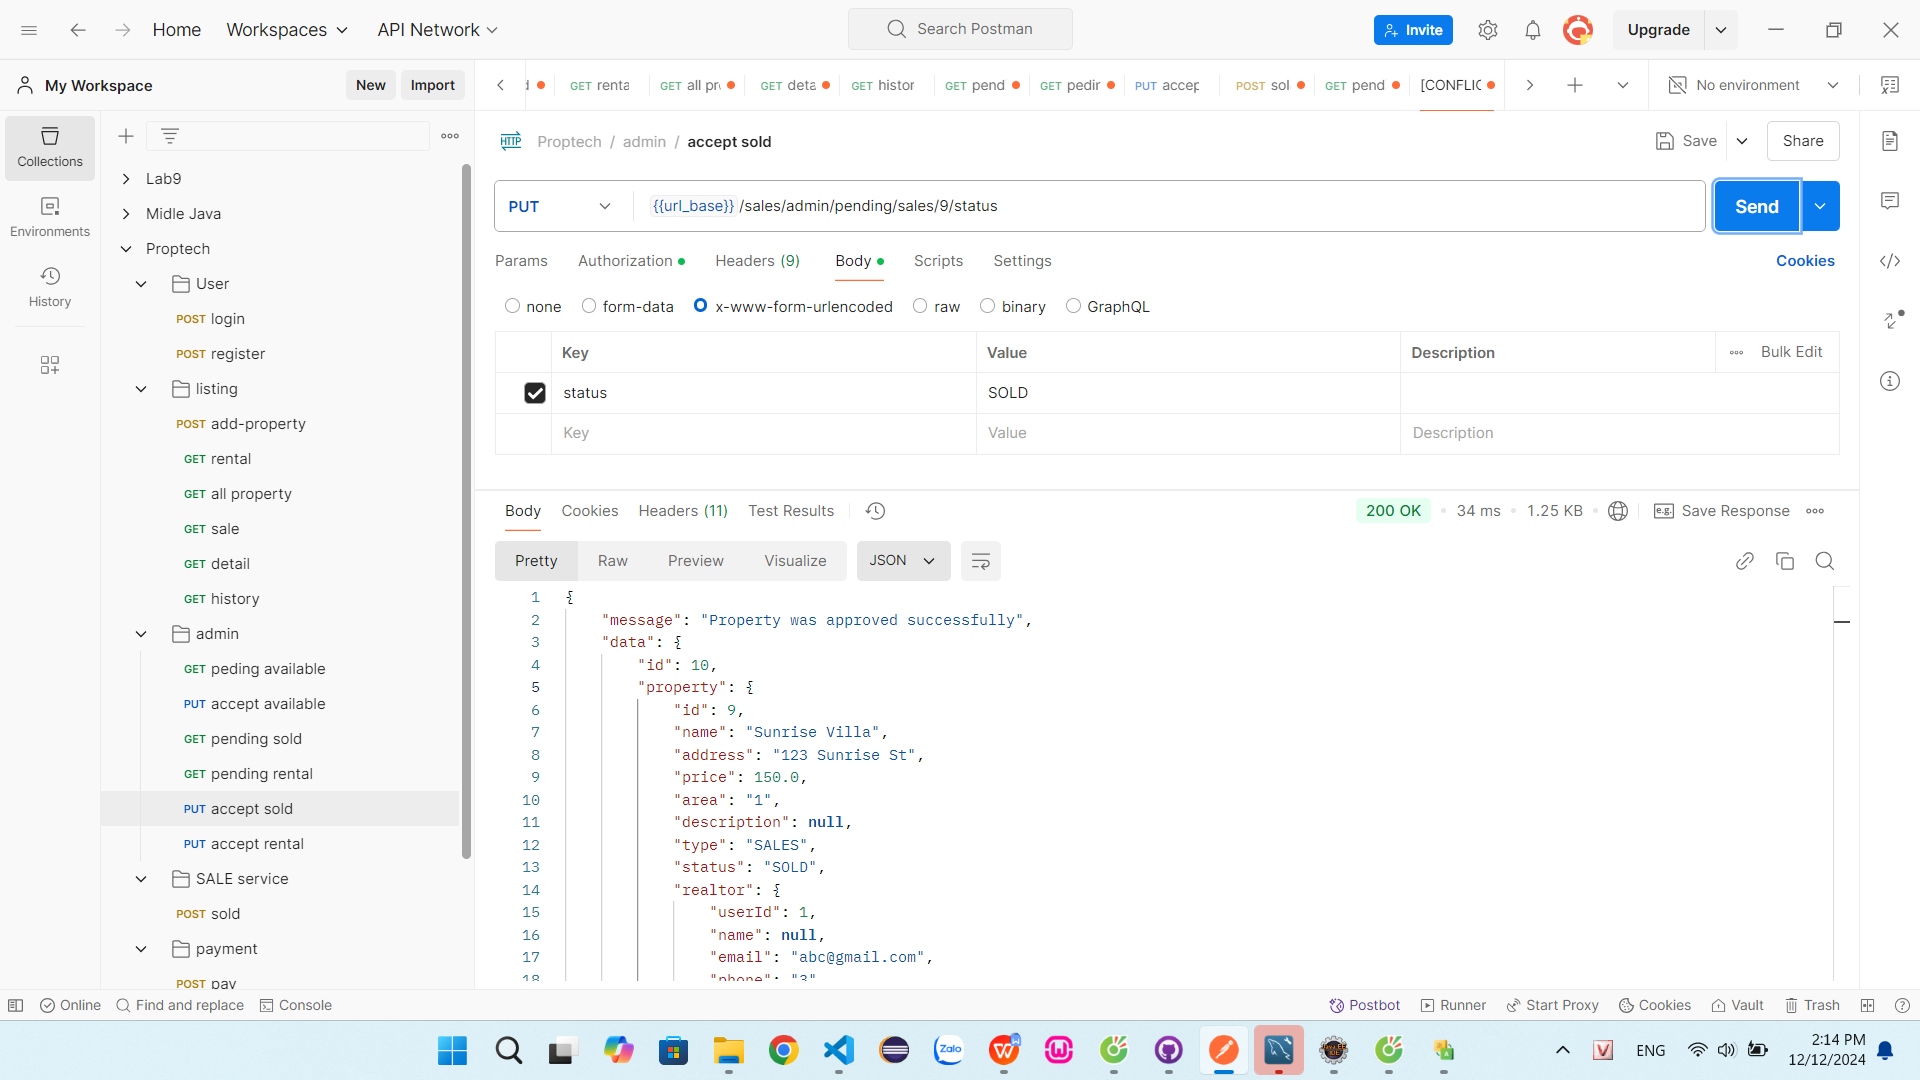 Home Workspaces API Network Search Postman Invite Upgrade
My Workspace New Import
GET renta GET all pr GET deta GET histor GET pend GET pedir PUT accep POST sol GET pend [CONFLIC No environment
Collections
Environments
History
Lab9
Midle Java
Proptech
User
POST login
POST register
listing
POST add-property
GET rental
GET all property
GET sale
GET detail
GET history
admin
GET peding available
PUT accept available
GET pending sold
GET pending rental
PUT accept sold
PUT accept rental
SALE service
POST sold
payment
POST pay
HTTP Proptech / admin / accept sold Save Share
PUT {{url_base}} /sales/admin/pending/sales/9/status Send
Params Authorization Headers (9) Body Scripts Settings Cookies
none form-data x-www-form-urlencoded raw binary GraphQL
Key Value Description Bulk Edit
status SOLD
Key Value Description
Body Cookies Headers (11) Test Results 200 OK 34 ms 1.25 KB e.g. Save Response
Pretty Raw Preview Visualize JSON
1 {
2 "message": "Property was approved successfully",
3 "data": {
4 "id": 10,
5 "property": {
6 "id": 9,
7 "name": "Sunrise Villa",
8 "address": "123 Sunrise St",
9 "price": 150.0,
10 "area": "1",
11 "description": null,
12 "type": "SALES",
13 "status": "SOLD",
14 "realtor": {
15 "userId": 1,
16 "name": null,
17 "email": "abc@gmail.com",
18 "phone": "3"
Online Find and replace Console Postbot Runner Start Proxy Cookies Vault Trash
Zalo ENG 2:14 PM
12/12/2024